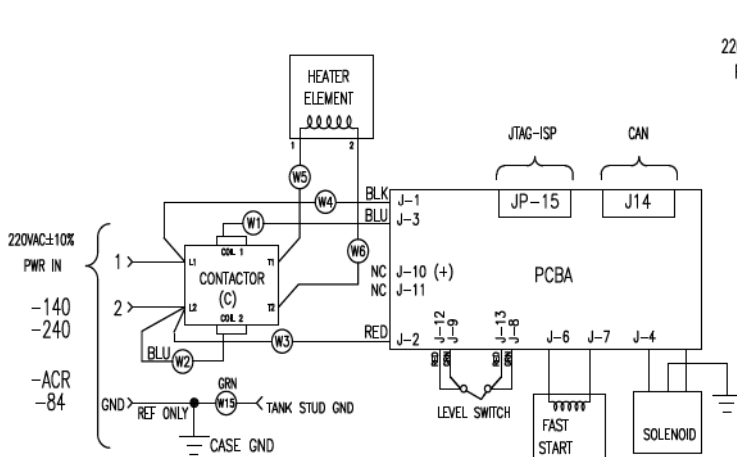 220VAC±10%
PWR IN
-140
-240
-ACR
-84
1
2
GND
REF ONLY
GRN
W15
TANK STUD GND
CASE GND
HEATER
ELEMENT
1
2
W5
W4
W1
W6
W3
BLU
W2
L1
L2
T1
T2
COIL 1
CONTACTOR
(C)
COIL 2
BLK
BLU
NC
NC
RED
J-1
J-3
J-10 (+)
J-11
J-2
PCBA
JTAG-ISP
JP-15
CAN
J14
J-12
J-9
J-13
J-8
J-6
J-7
J-4
RED
GRN
RED
GRN
LEVEL SWITCH
FAST
START
SOLENOID